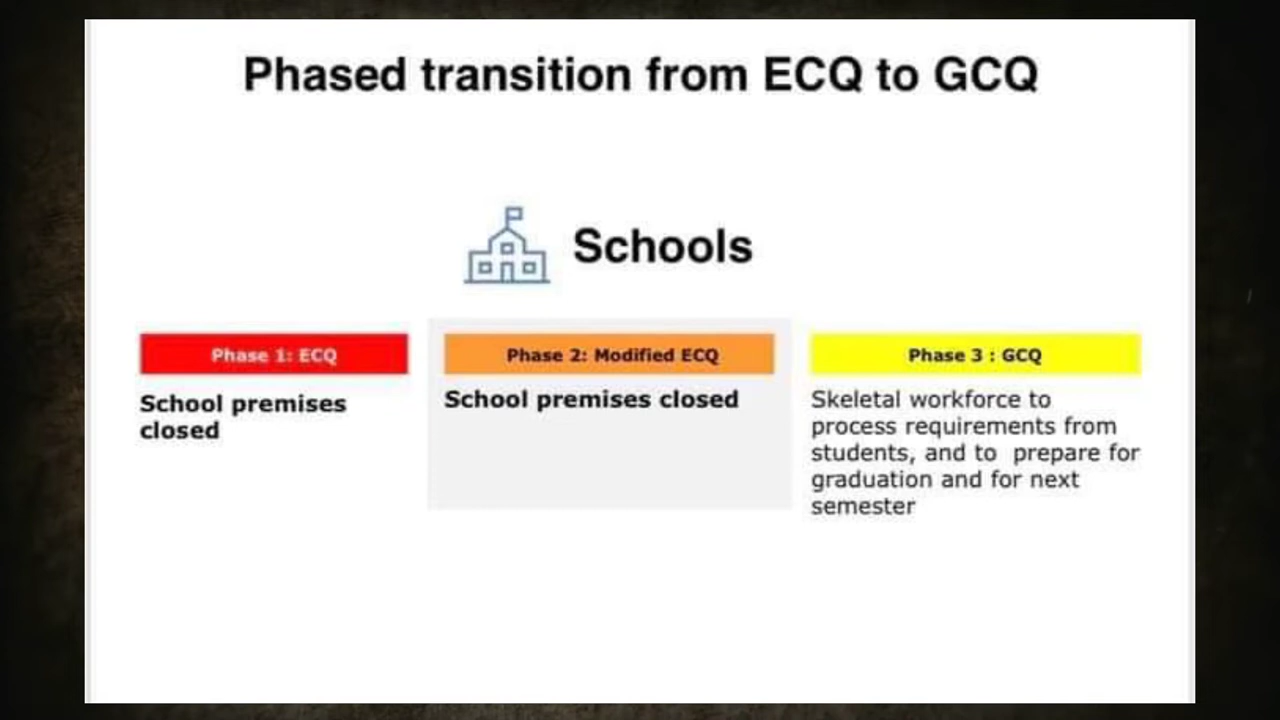 Phased transition from ECQ to GCQ
Schools
Phase 1: ECQ
School premises
closed
Phase 2: Modified ECQ
School premises closed
Phase 3 : GCQ
Skeletal workforce to
process requirements from
students, and to  prepare for
graduation and for next
semester